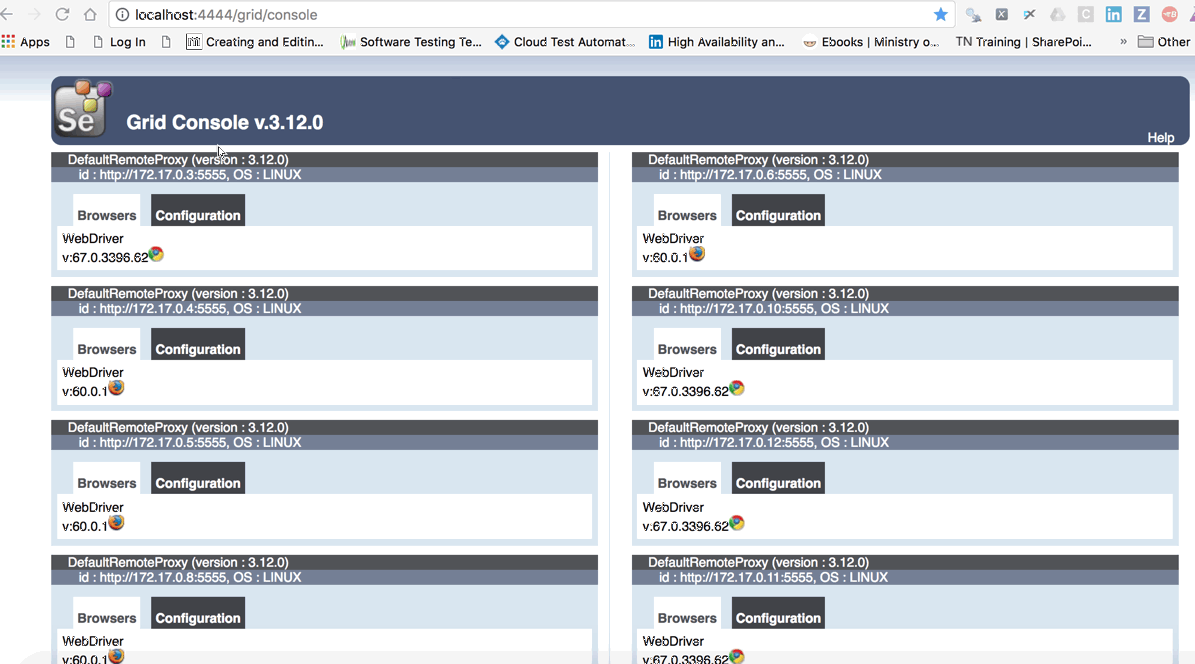 localhost:4444/grid/console
Apps Log In Creating and Editin... Software Testing Te... Cloud Test Automat... High Availability an... Ebooks | Ministry o... TN Training | SharePoi... » Other
Se
Grid Console v.3.12.0
Help
DefaultRemoteProxy (version : 3.12.0)
id : http://172.17.0.3:5555, OS : LINUX
Browsers Configuration
WebDriver
v:67.0.3396.62
DefaultRemoteProxy (version : 3.12.0)
id : http://172.17.0.4:5555, OS : LINUX
Browsers Configuration
WebDriver
v:60.0.1
DefaultRemoteProxy (version : 3.12.0)
id : http://172.17.0.5:5555, OS : LINUX
Browsers Configuration
WebDriver
v:60.0.1
DefaultRemoteProxy (version : 3.12.0)
id : http://172.17.0.8:5555, OS : LINUX
Browsers Configuration
WebDriver
v:60.0.1
DefaultRemoteProxy (version : 3.12.0)
id : http://172.17.0.6:5555, OS : LINUX
Browsers Configuration
WebDriver
v:60.0.1
DefaultRemoteProxy (version : 3.12.0)
id : http://172.17.0.10:5555, OS : LINUX
Browsers Configuration
WebDriver
v:67.0.3396.62
DefaultRemoteProxy (version : 3.12.0)
id : http://172.17.0.12:5555, OS : LINUX
Browsers Configuration
WebDriver
v:67.0.3396.62
DefaultRemoteProxy (version : 3.12.0)
id : http://172.17.0.11:5555, OS : LINUX
Browsers Configuration
WebDriver
v:67.0.3396.62